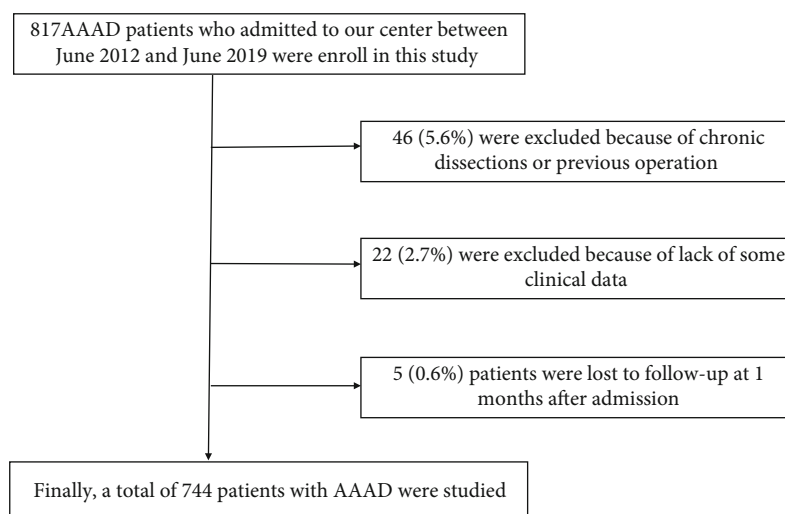 817AAAD patients who admitted to our center between
June 2012 and June 2019 were enroll in this study
46 (5.6%) were excluded because of chronic
dissections or previous operation
22 (2.7%) were excluded because of lack of some
clinical data
5 (0.6%) patients were lost to follow-up at 1
months after admission
Finally, a total of 744 patients with AAAD were studied